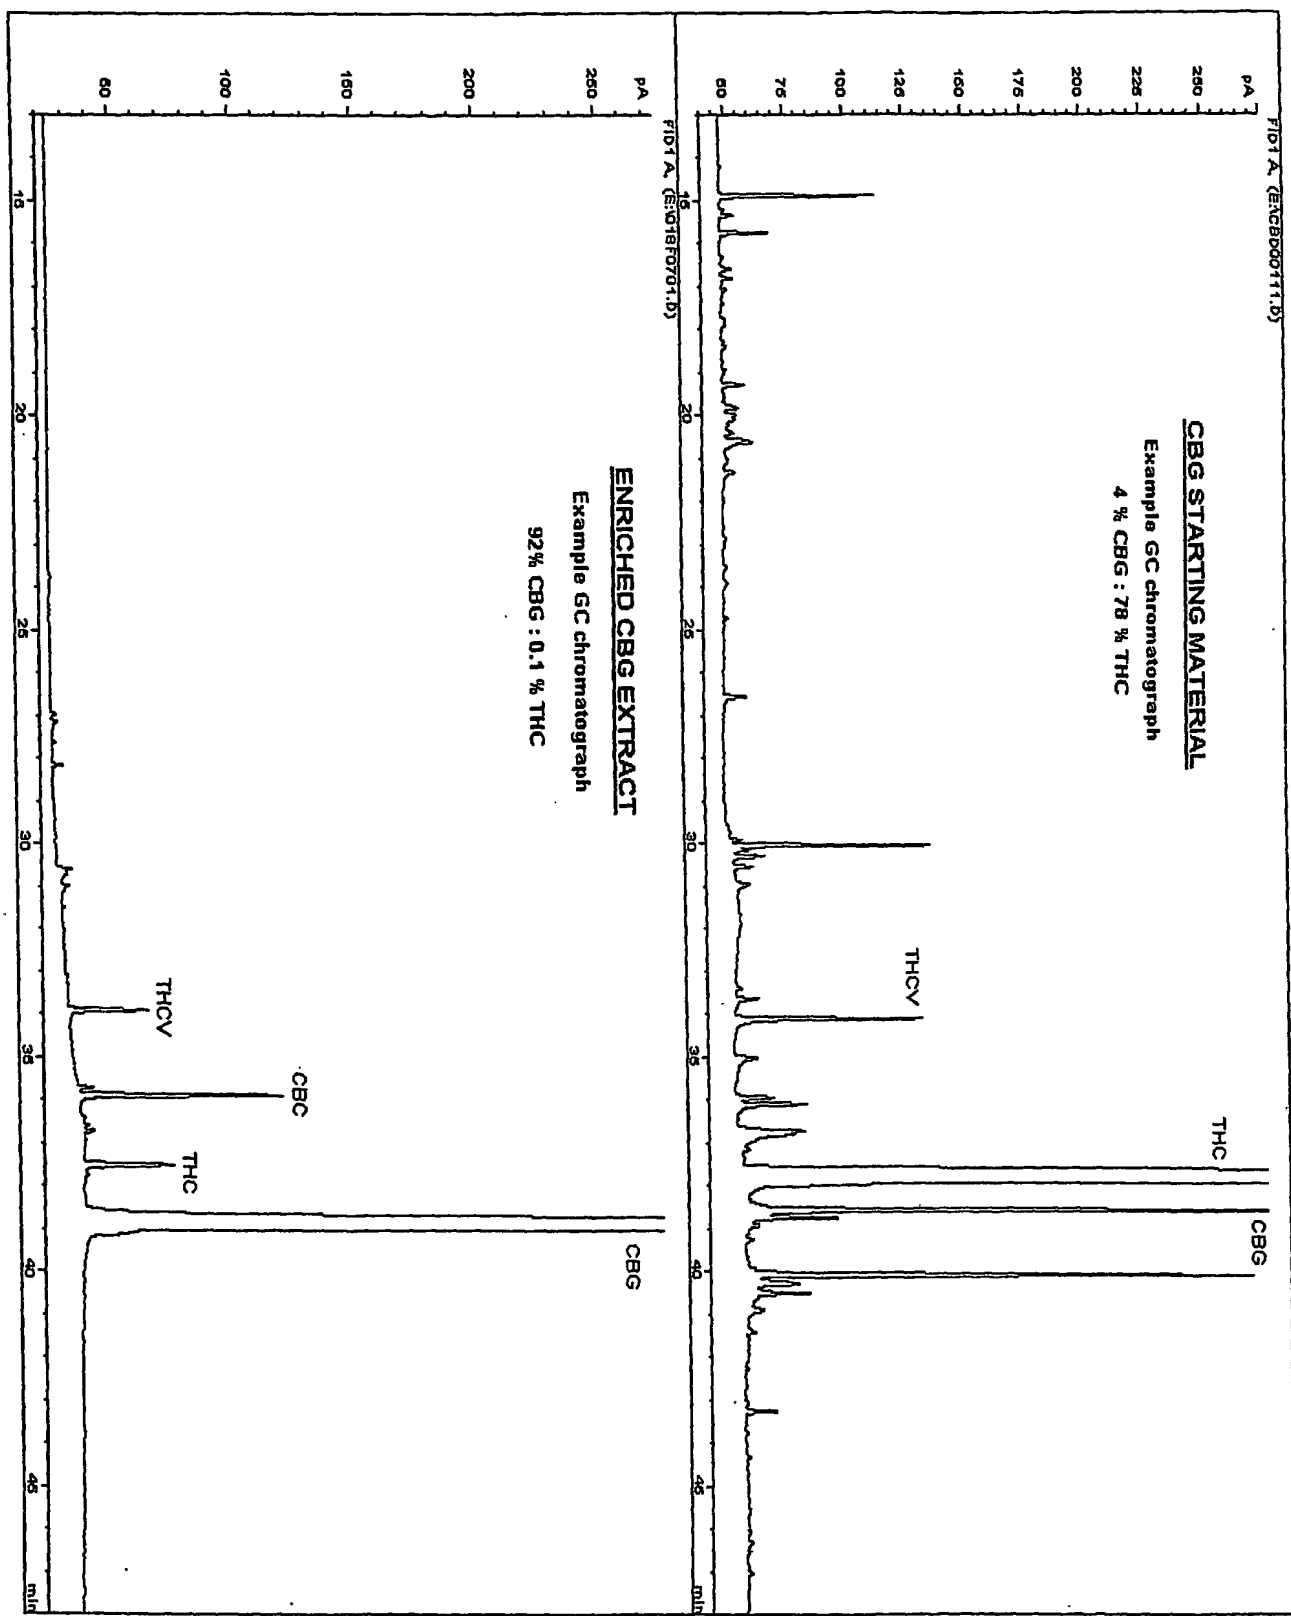 FID1 A, (E:\CBD00111.D)
pA
250
225
200
175
150
125
100
75
50
CBG STARTING MATERIAL
Example GC chromatograph
4 % CBG : 78 % THC
THCV
THC
CBG
15
20
25
30
35
40
45
min
FID1 A, (E:\018F0701.D)
pA
250
200
150
100
50
ENRICHED CBG EXTRACT
Example GC chromatograph
92% CBG : 0.1 % THC
THCV
CBC
THC
CBG
15
20
25
30
35
40
45
min